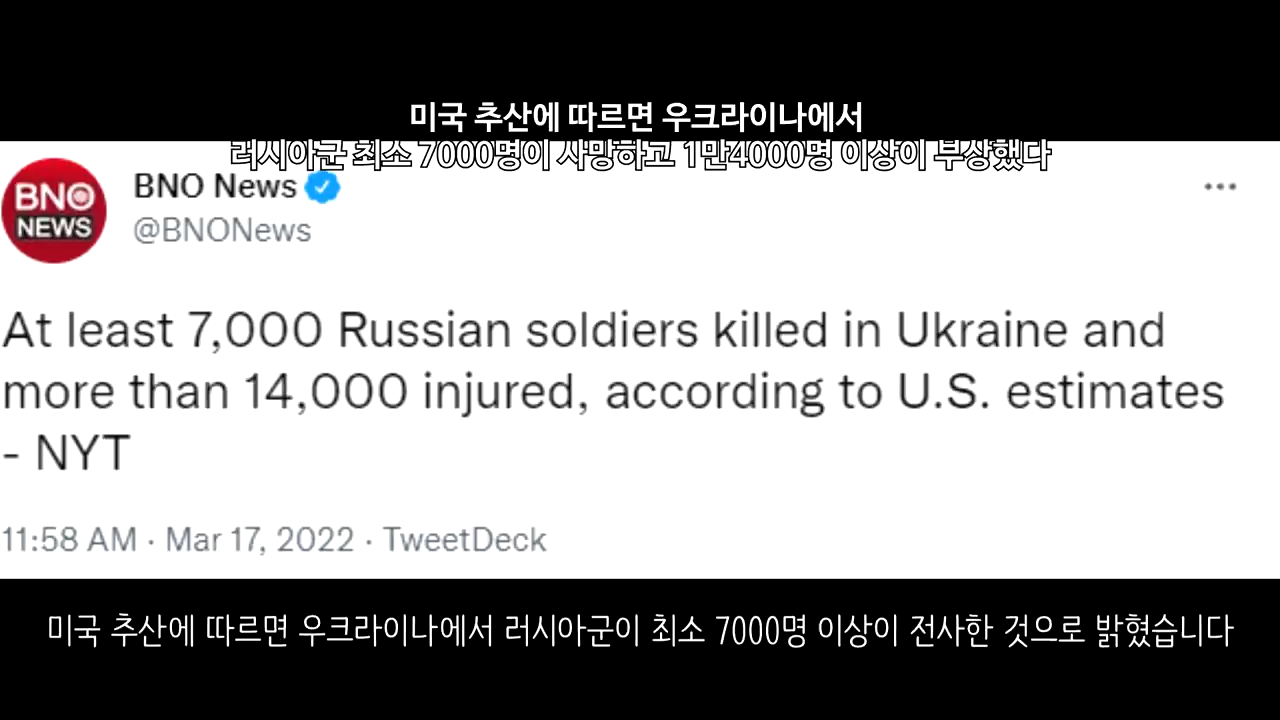 미국 추산에 따르면 우크라이나에서
러시아군 최소 7000명이 사망하고 1만4000명 이상이 부상했다
BNO
NEWS
BNO News
@BNONews
At least 7,000 Russian soldiers killed in Ukraine and
more than 14,000 injured, according to U.S. estimates
- NYT
11:58 AM · Mar 17, 2022 · TweetDeck
미국 추산에 따르면 우크라이나에서 러시아군이 최소 7000명 이상이 전사한 것으로 밝혔습니다